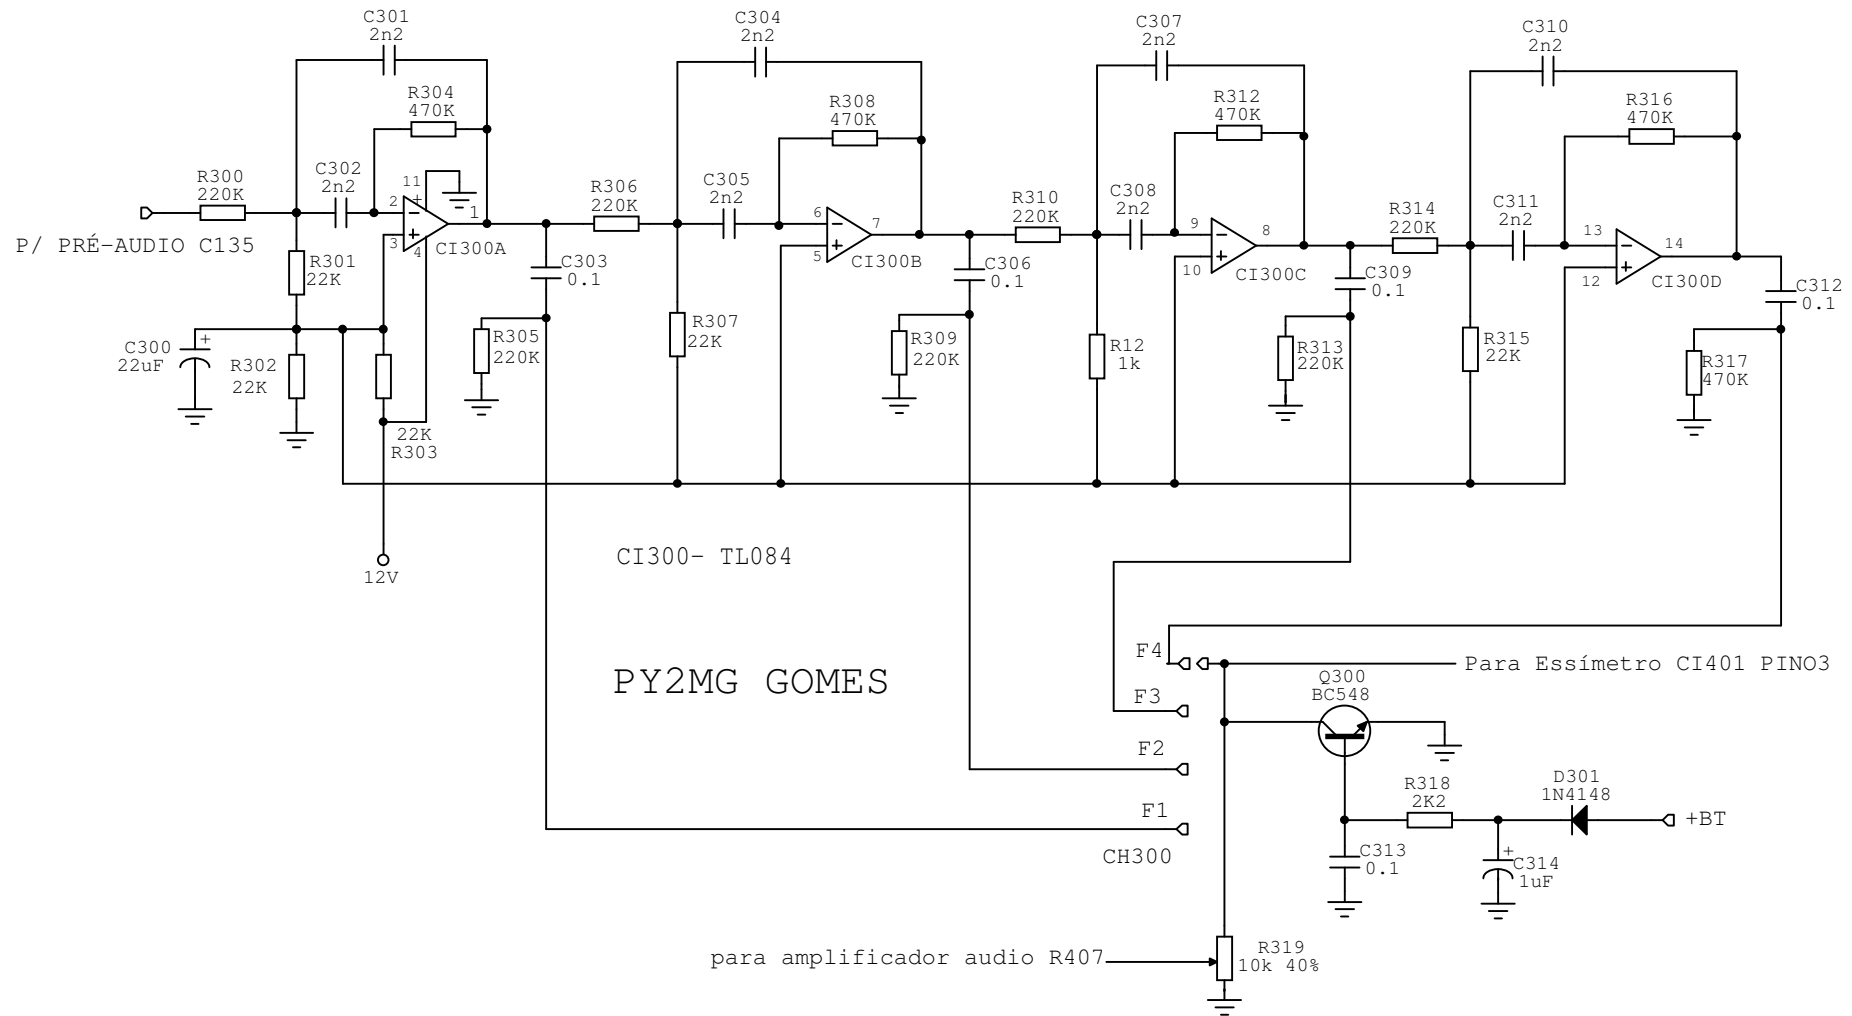 C301
2n2
C304
2n2
C307
2n2
C310
2n2
R304
470K
R308
470K
R312
470K
R316
470K
R300
220K
C302
2n2
11
+
2
−
1
3
+
4
CI300A
P/ PRÉ-AUDIO C135
R301
22K
C300
22uF
+
R302
22K
22K
R303
12V
C303
0.1
R305
220K
R306
220K
C305
2n2
6
−
7
5
+
CI300B
R307
22K
C306
0.1
R309
220K
R310
220K
C308
2n2
9
−
8
10
+
CI300C
R12
1k
C309
0.1
R313
220K
R314
220K
C311
2n2
13
−
14
12
+
CI300D
R315
22K
C312
0.1
R317
470K
CI300- TL084
PY2MG GOMES
F4
Para Essímetro CI401 PINO3
F3
F2
F1
CH300
Q300
BC548
R318
2K2
D301
1N4148
+BT
C313
0.1
+
C314
1uF
para amplificador audio R407
R319
10k 40%